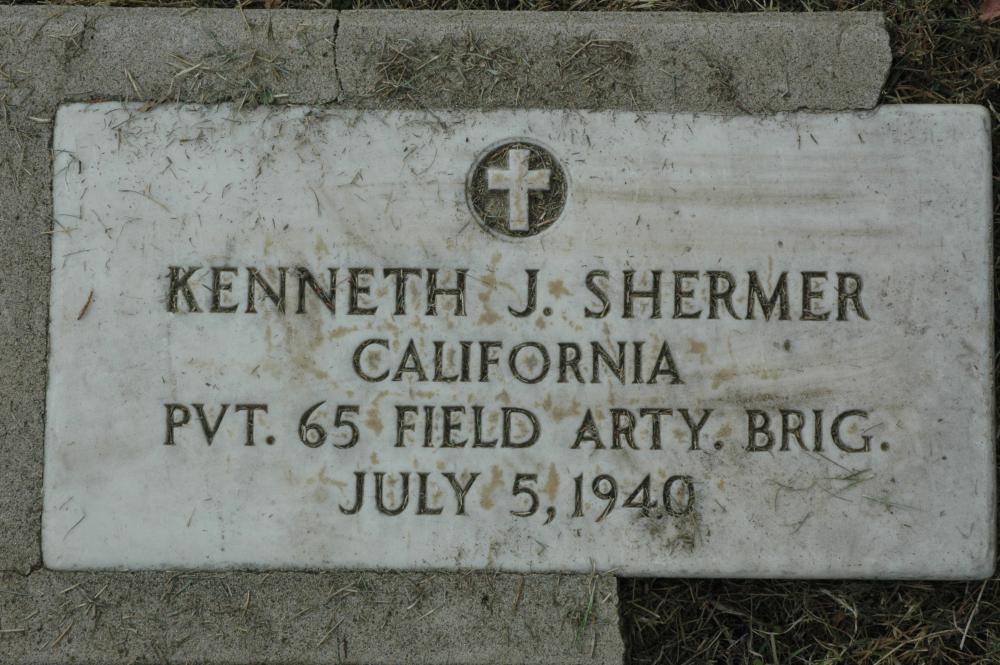 KENNETH J. SHERMER
CALIFORNIA
PVT. 65 FIELD ARTY. BRIG.
JULY 5, 1940